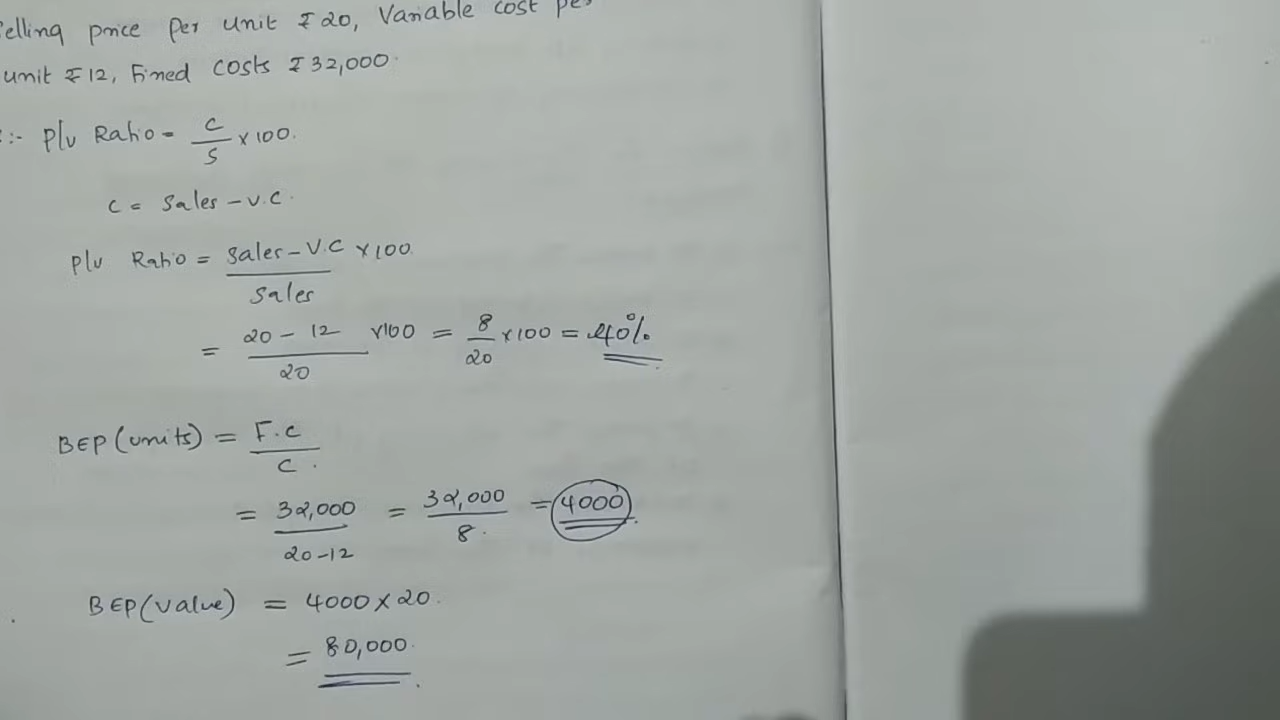 elling price per unit ₹20, Variable cost per
unit ₹12, Fixed costs ₹32,000.
:- P/v Ratio = C/S × 100.
C = Sales - V.C.
P/v Ratio = Sales - V.C / Sales × 100.
= 20 - 12 / 20 × 100 = 8/20 × 100 = 40%
BEP (units) = F.C / C.
= 32,000 / 20-12 = 32,000 / 8. = 4000.
BEP (value) = 4000 × 20.
= 80,000.